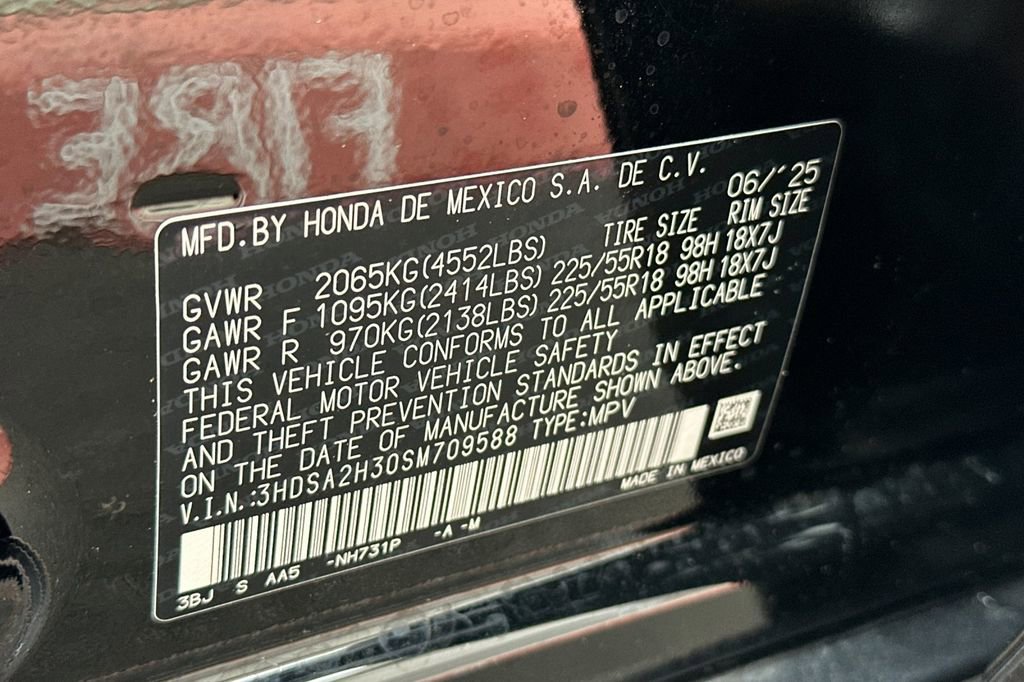 FIRE
MFD.BY HONDA DE MEXICO S.A. DE C.V. 06/'25
GVWR 2065KG(4552LBS) TIRE SIZE RIM SIZE
GAWR F 1095KG(2414LBS) 225/55R18 98H 18X7J
GAWR R 970KG(2138LBS) 225/55R18 98H 18X7J
THIS VEHICLE CONFORMS TO ALL APPLICABLE
FEDERAL MOTOR VEHICLE SAFETY
AND THEFT PREVENTION STANDARDS IN EFFECT
ON THE DATE OF MANUFACTURE SHOWN ABOVE.
V.I.N.:3HDSA2H30SM709588 TYPE:MPV
MADE IN MEXICO
3BJ S AA5 -NH731P -A -M